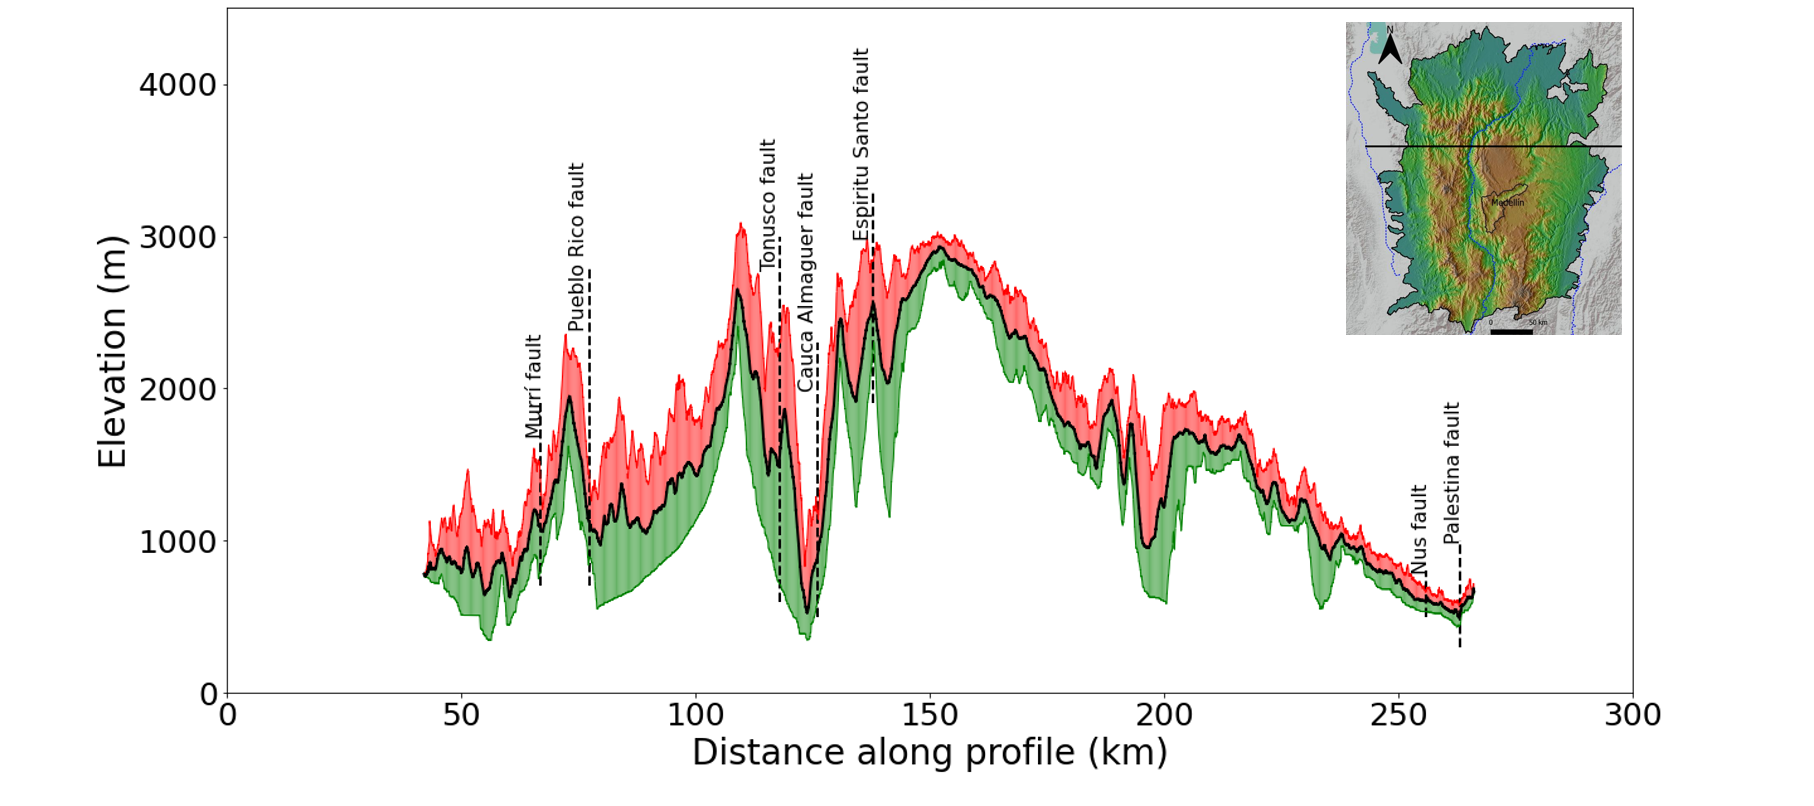 Elevation (m)
4000
3000
2000
1000
0
Murrí fault
Pueblo Rico fault
Tonusco fault
Cauca Almaguer fault
Espiritu Santo fault
Nus fault
Palestina fault
N
Medellín
0 50 km
0 50 100 150 200 250 300
Distance along profile (km)